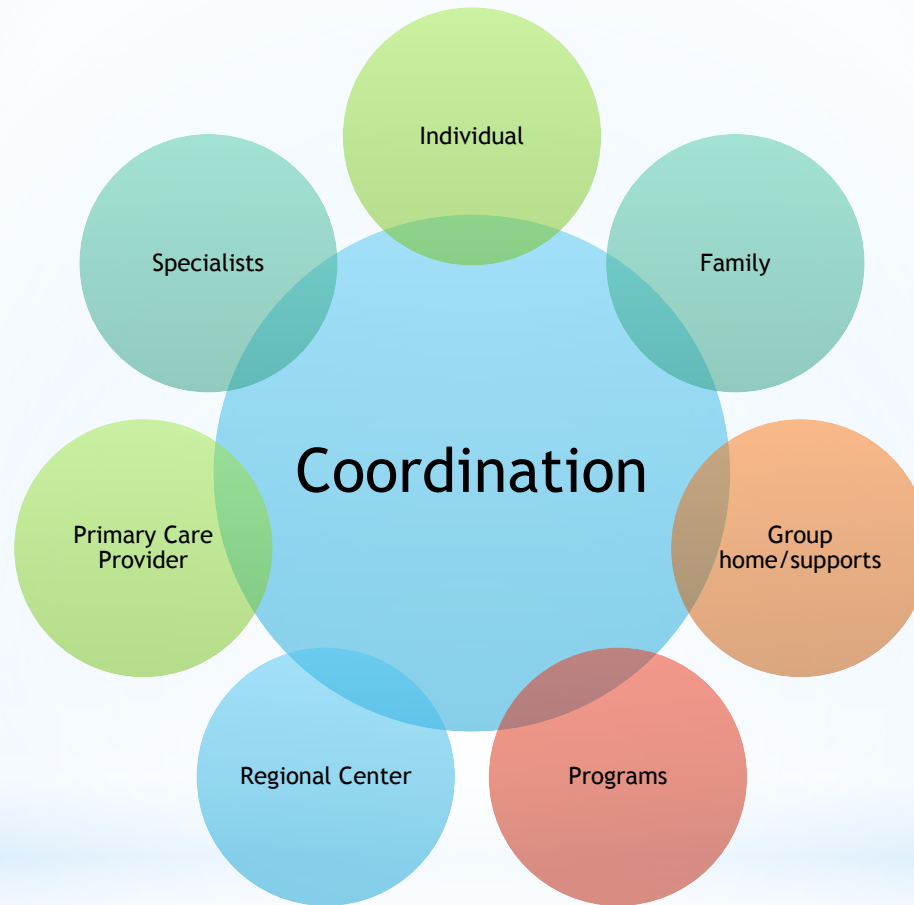 Individual
Specialists
Family
Coordination
Primary Care
Provider
Group
home/supports
Regional Center
Programs